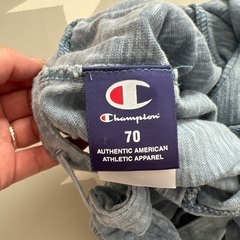 Champion
70
AUTHENTIC AMERICAN
ATHLETIC APPAREL